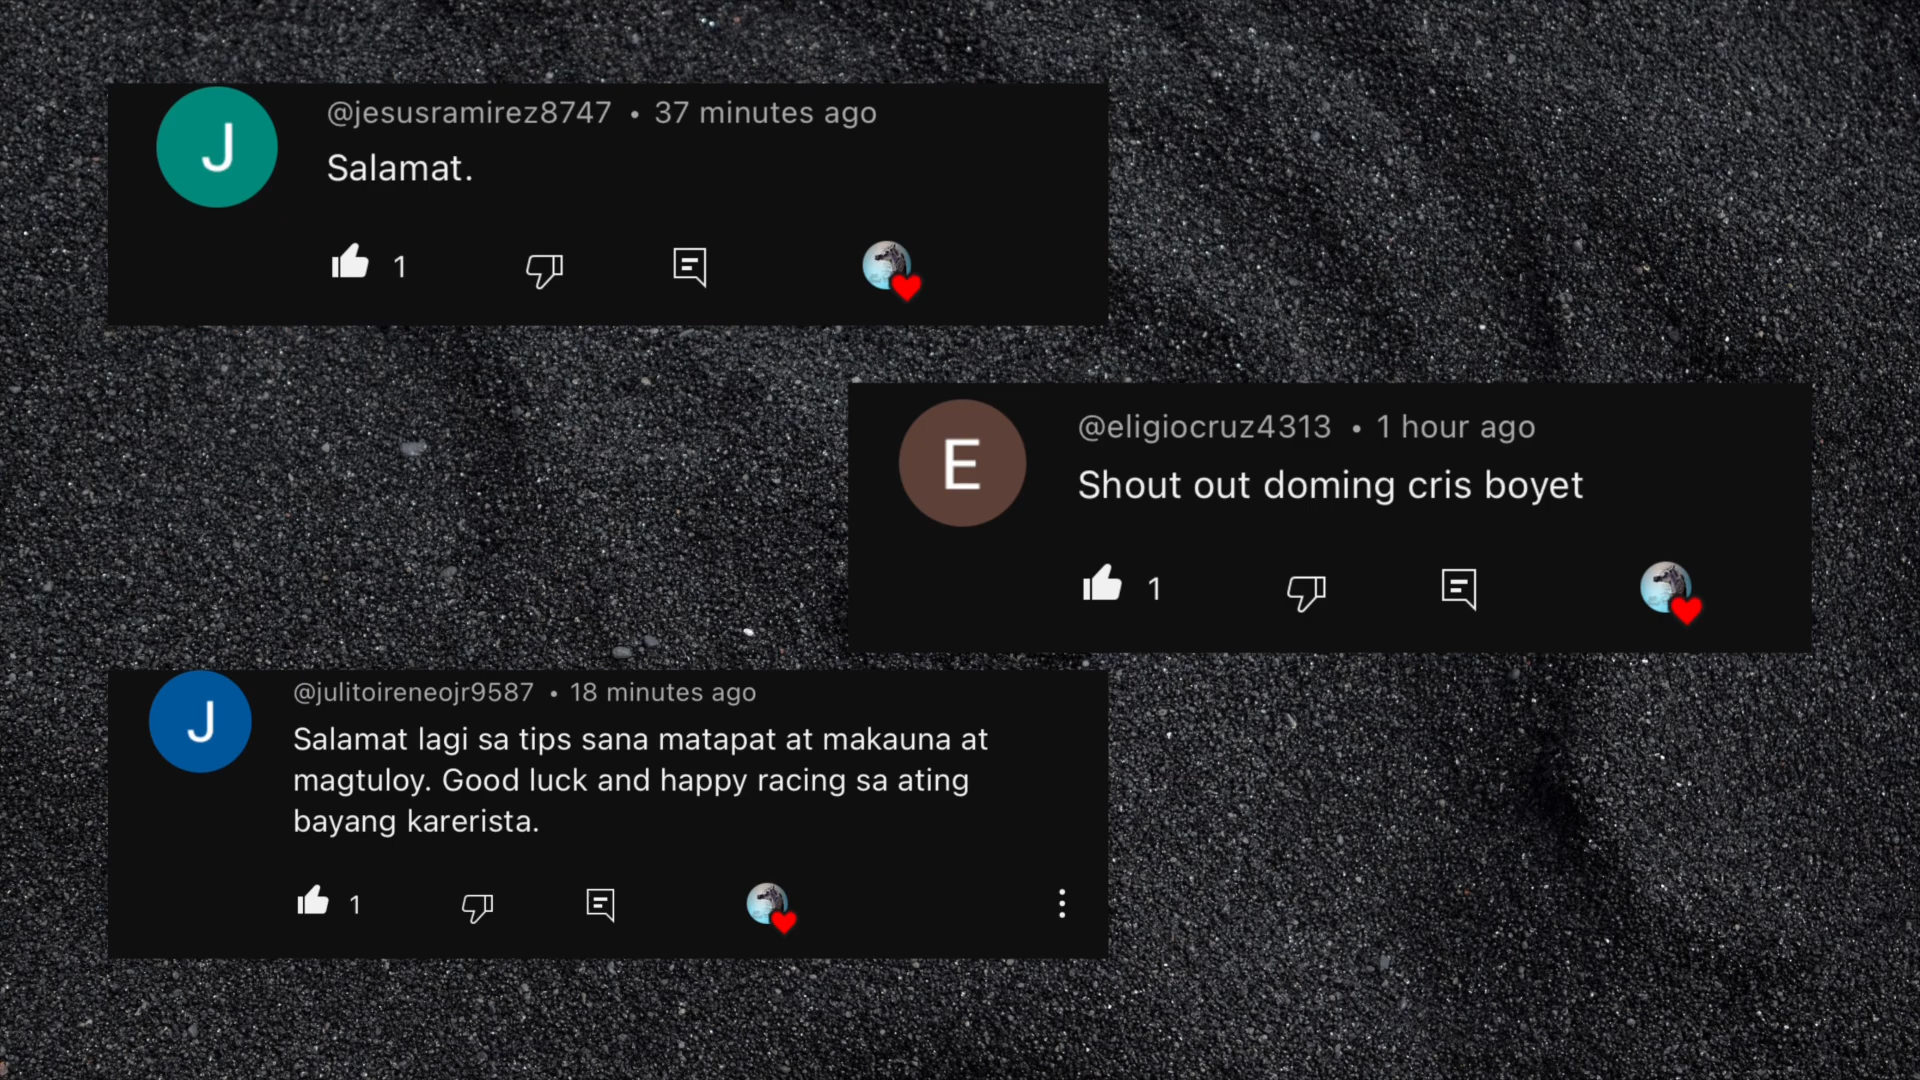 J
@jesusramirez8747 • 37 minutes ago
Salamat.
1
E
@eligiocruz4313 • 1 hour ago
Shout out doming cris boyet
1
J
@julitoireneojr9587 • 18 minutes ago
Salamat lagi sa tips sana matapat at makauna at
magtuloy. Good luck and happy racing sa ating
bayang karerista.
1